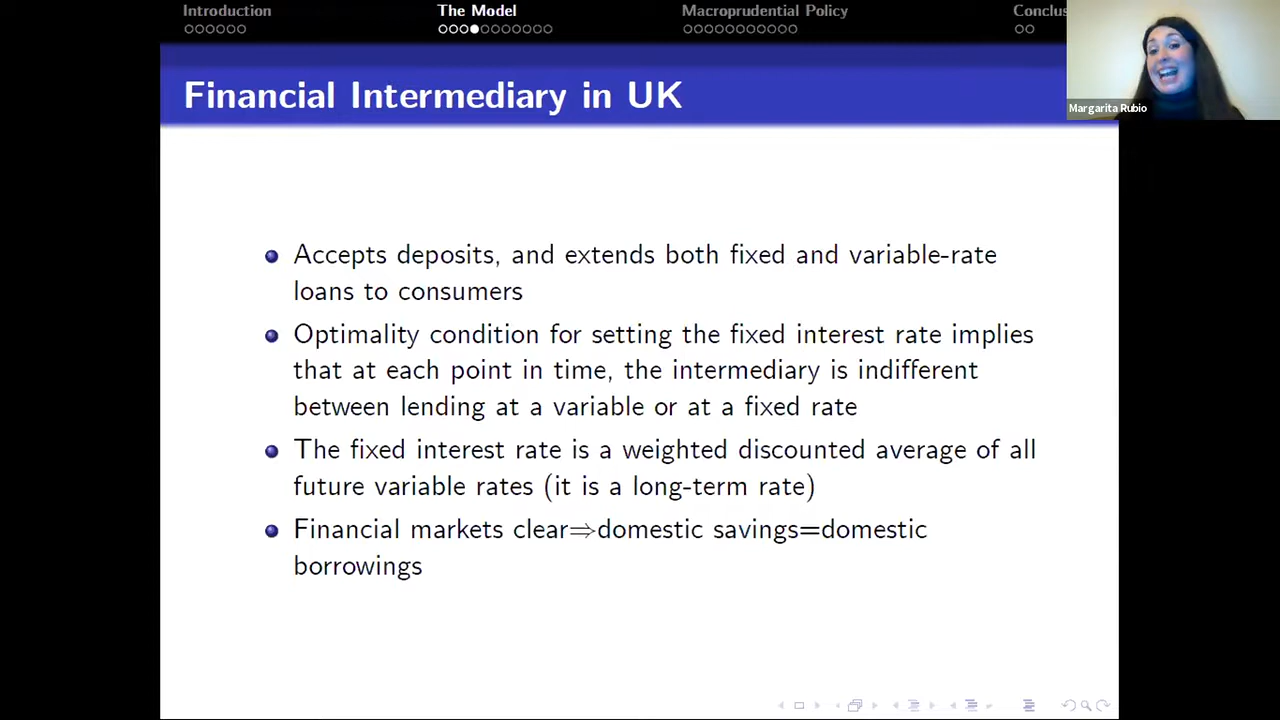 Introduction
The Model
Macroprudential Policy
Conclus
Margarita Rubio
Financial Intermediary in UK
Accepts deposits, and extends both fixed and variable-rate
loans to consumers
Optimality condition for setting the fixed interest rate implies
that at each point in time, the intermediary is indifferent
between lending at a variable or at a fixed rate
The fixed interest rate is a weighted discounted average of all
future variable rates (it is a long-term rate)
Financial markets clear⇒domestic savings=domestic
borrowings